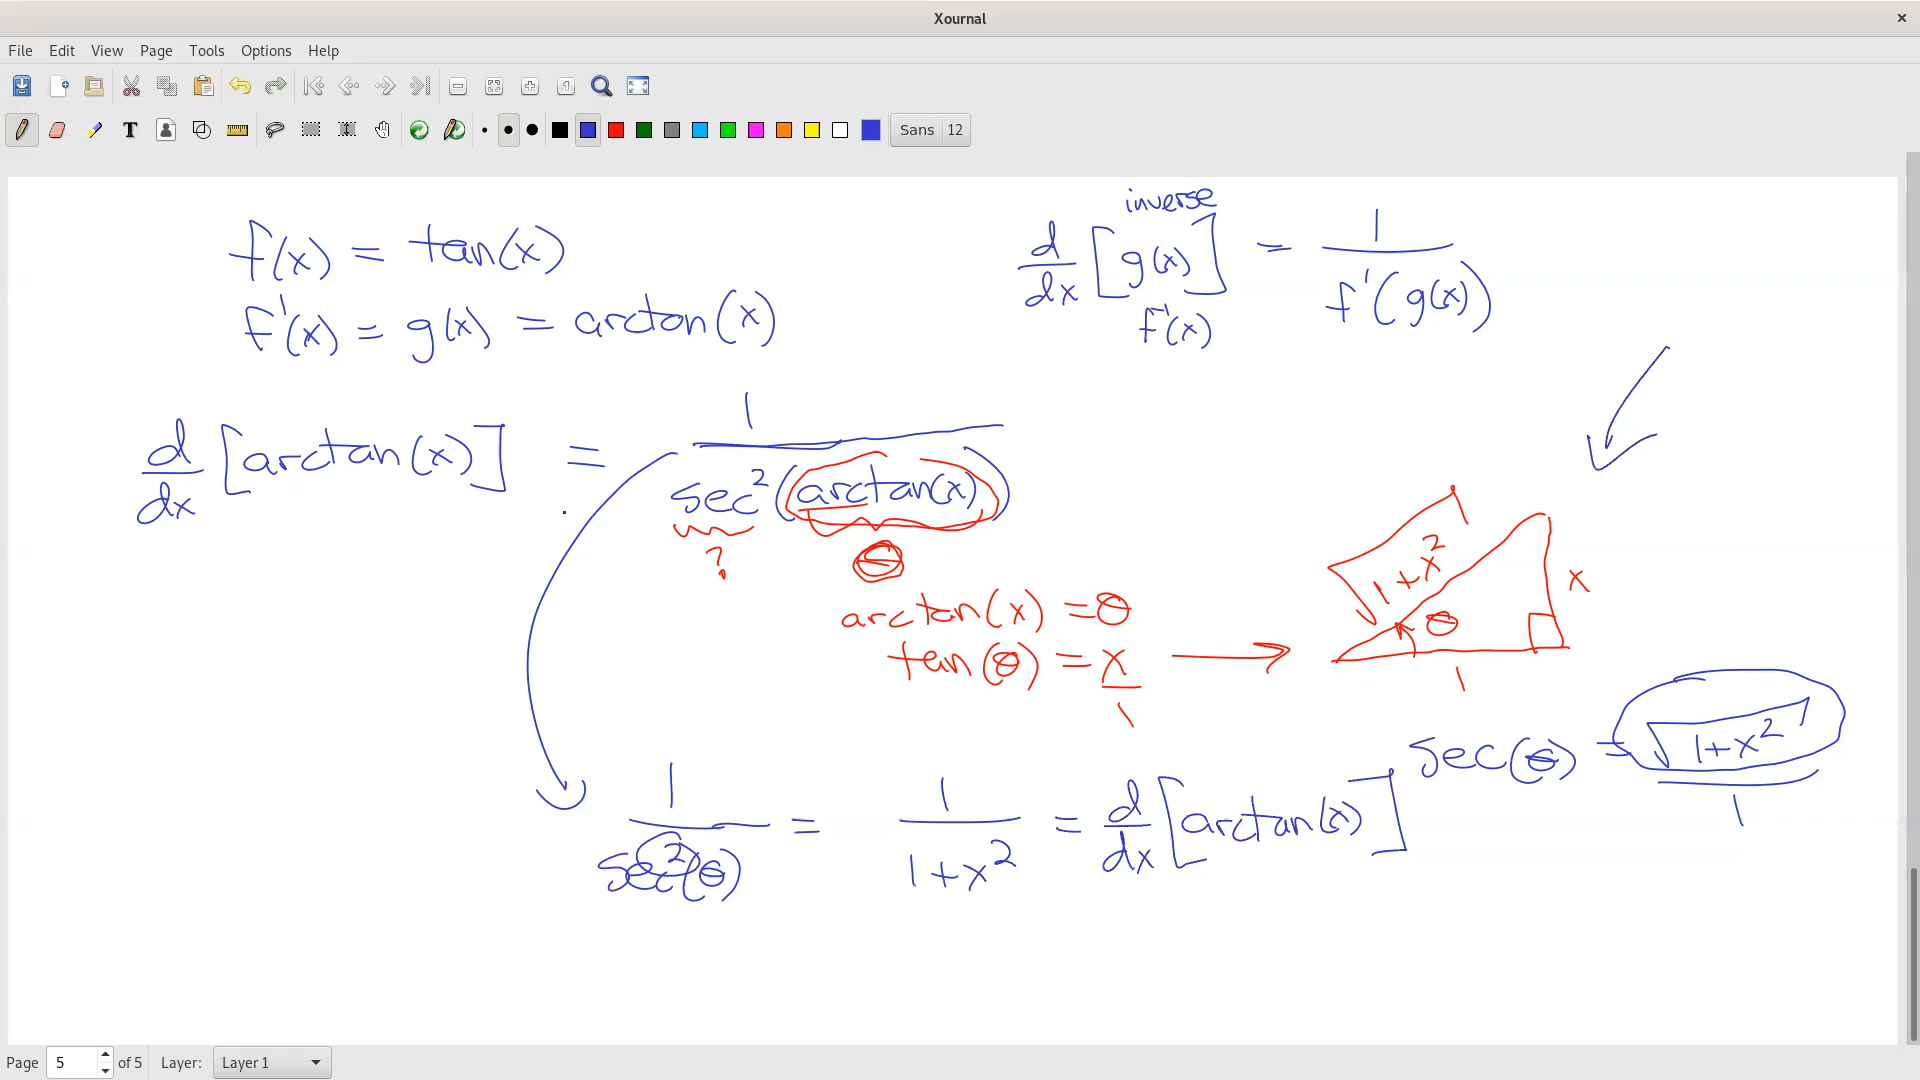 Xournal
File Edit View Page Tools Options Help
Sans 12
f(x) = tan(x)
f'(x) = g(x) = arctan(x)
inverse
d/dx [g(x)] = 1/f'(g(x))
f'(x)
d/dx [arctan(x)] = 1/sec²(arctan(x))
?
θ
arctan(x) = θ
tan(θ) = x/1
√1+x²
x
θ
1
sec(θ) = √1+x²/1
1/sec²(θ) = 1/1+x² = d/dx [arctan(x)]
Page 5 of 5 Layer: Layer 1